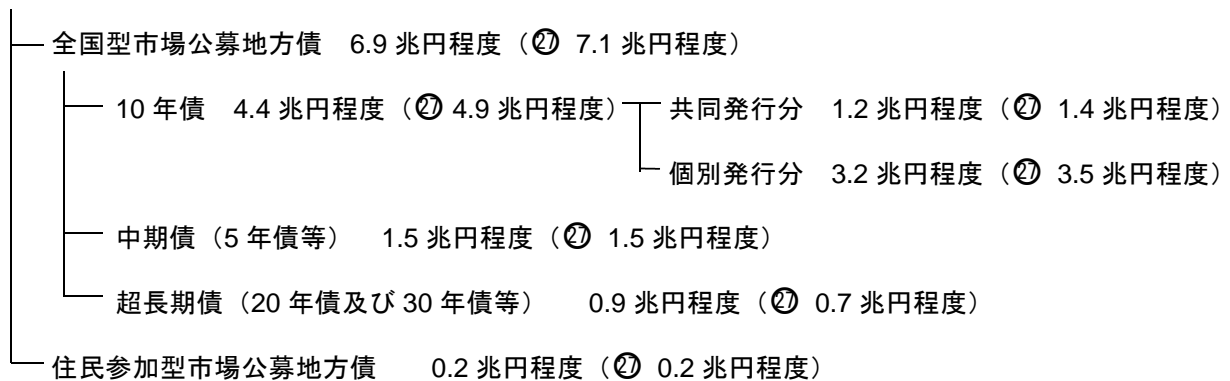 全国型市場公募地方債 6.9 兆円程度(㉗ 7.1 兆円程度)
10 年債 4.4 兆円程度(㉗ 4.9 兆円程度) 共同発行分 1.2 兆円程度(㉗ 1.4 兆円程度)
個別発行分 3.2 兆円程度(㉗ 3.5 兆円程度)
中期債(5 年債等) 1.5 兆円程度(㉗ 1.5 兆円程度)
超長期債(20 年債及び 30 年債等) 0.9 兆円程度(㉗ 0.7 兆円程度)
住民参加型市場公募地方債 0.2 兆円程度(㉗ 0.2 兆円程度)